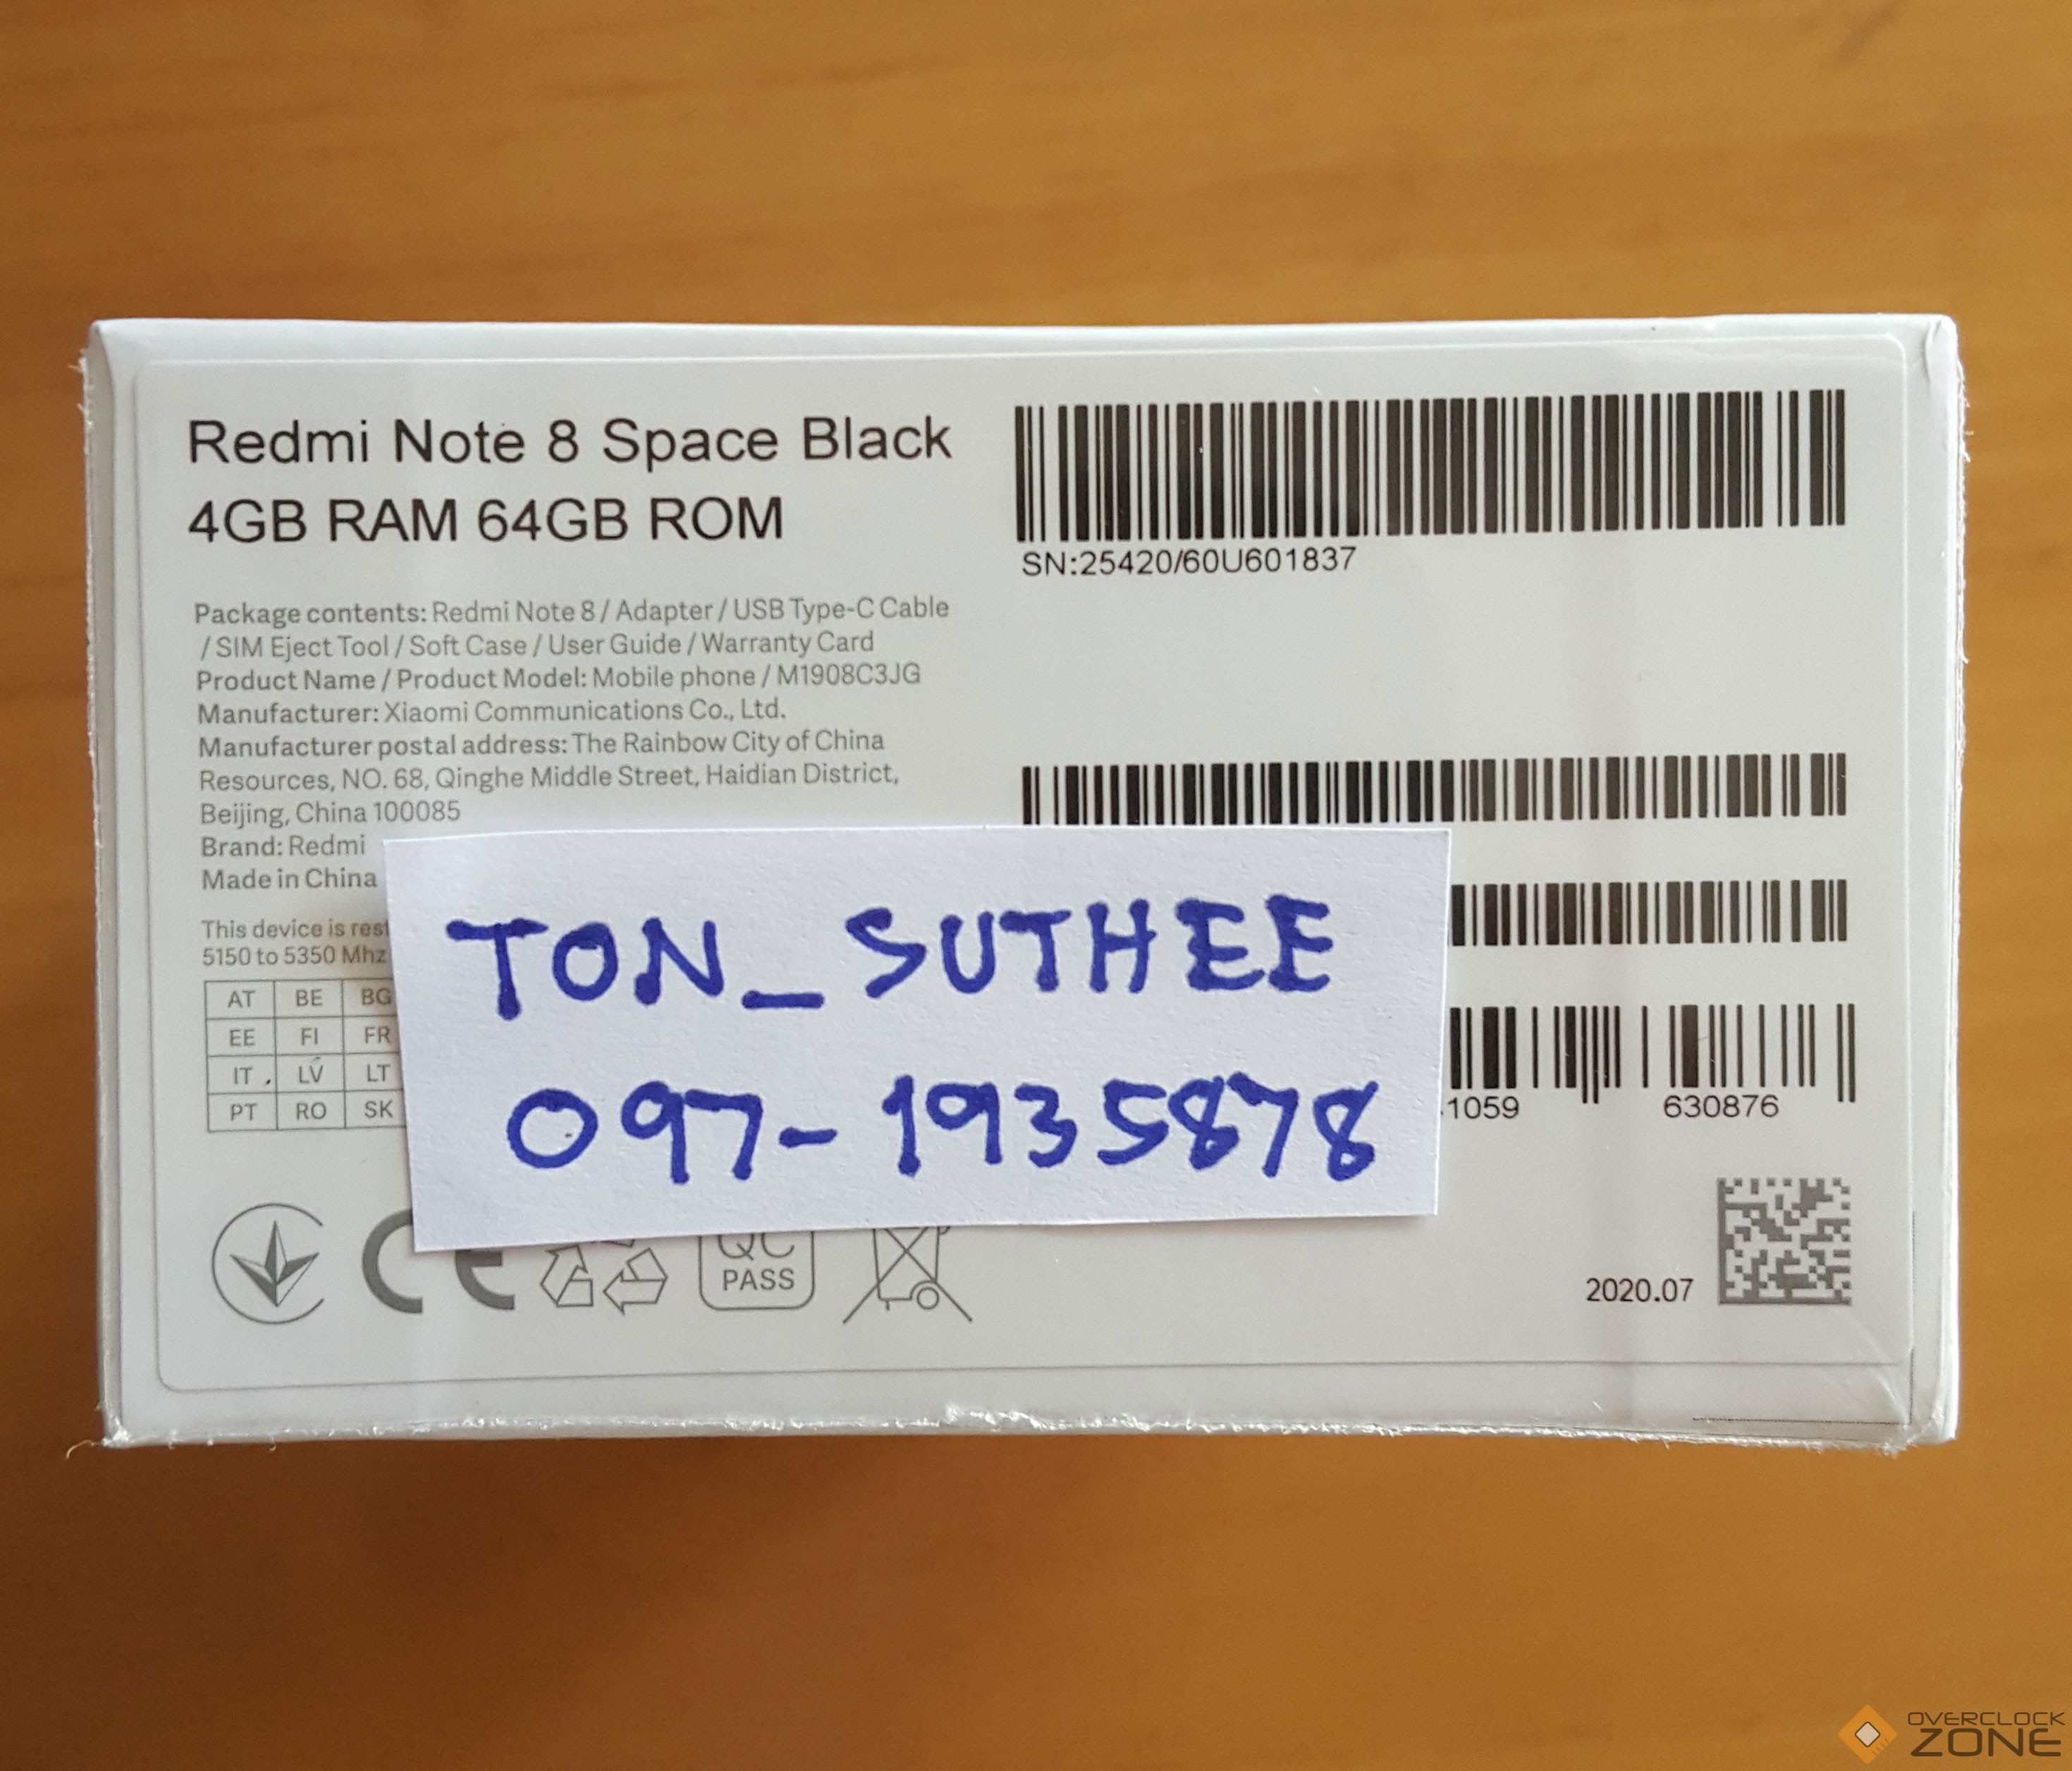 Redmi Note 8 Space Black
4GB RAM 64GB ROM
Package contents: Redmi Note 8 / Adapter / USB Type-C Cable
/ SIM Eject Tool / Soft Case / User Guide / Warranty Card
Product Name / Product Model: Mobile phone / M1908C3JG
Manufacturer: Xiaomi Communications Co., Ltd.
Manufacturer postal address: The Rainbow City of China
Resources, NO. 68, Qinghe Middle Street, Haidian District,
Beijing, China 100085
Brand: Redmi
Made in China
This device is rest
5150 to 5350 Mhz
AT BE BG
EE FI FR
IT LV LT
PT RO SK
CE
QC
PASS
SN:25420/60U601837
1059 630876
2020.07
TON_SUTHEE
097-1935878
OVERCLOCK
ZONE